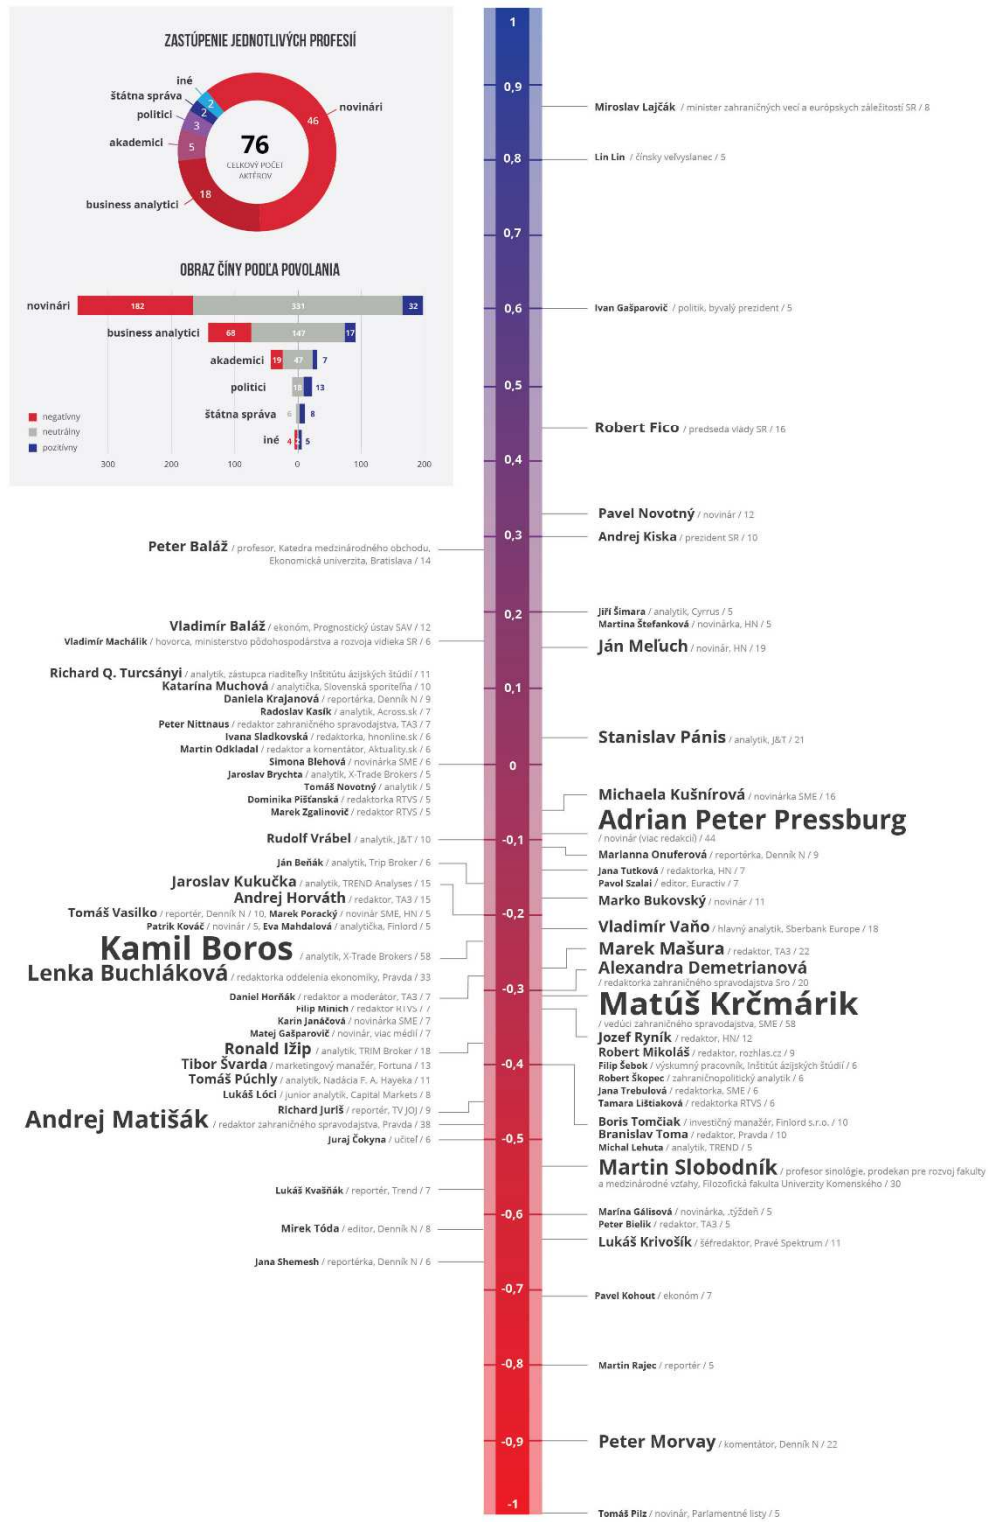 ZASTÚPENIE JEDNOTLIVÝCH PROFESIÍ
iné
štátna správa
politici
akademici
business analytici
novinári
2
2
3
5
18
46
76
CELKOVÝ POČET
AKTÉROV
OBRAZ ČÍNY PODĽA POVOLANIA
novinári 182 331 32
business analytici 68 147 17
akademici 19 47 7
politici 18 13
štátna správa 6 8
iné 4 2 5
negatívny
neutrálny
pozitívny
300 200 100 0 100 200
1
0,9
Miroslav Lajčák / minister zahraničných vecí a európskych záležitostí SR / 8
0,8
Lin Lin / čínsky veľvyslanec / 5
0,7
0,6
Ivan Gašparovič / politik, byvalý prezident / 5
0,5
Robert Fico / predseda vlády SR / 16
0,4
Pavel Novotný / novinár / 12
0,3
Andrej Kiska / prezident SR / 10
Peter Baláž / profesor, Katedra medzinárodného obchodu,
Ekonomická univerzita, Bratislava / 14
0,2
Jiří Šimara / analytik, Cyrrus / 5
Martina Štefanková / novinárka, HN / 5
Ján Meľuch / novinár, HN / 19
Vladimír Baláž / ekonóm, Prognostický ústav SAV / 12
Vladimír Machálik / hovorca, ministerstvo pôdohospodárstva a rozvoja vidieka SR / 6
Richard Q. Turcsányi / analytik, zástupca riaditeľky Inštitútu ázijských štúdií / 11
Katarína Muchová / analytička, Slovenská sporiteľňa / 10
Daniela Krajanová / reportérka, Denník N / 9
Radoslav Kasík / analytik, Across.sk / 7
Peter Nittnaus / redaktor zahraničného spravodajstva, TA3 / 7
Ivana Sladkovská / redaktorka, hnonline.sk / 6
Martin Odkladal / redaktor a komentátor, Aktuality.sk / 6
Simona Blehová / novinárka SME / 6
Jaroslav Brychta / analytik, X-Trade Brokers / 5
Tomáš Novotný / analytik / 5
Dominika Pišťanská / redaktorka RTVS / 5
Marek Zgalinovič / redaktor RTVS / 5
0,1
Stanislav Pánis / analytik, J&T / 21
0
Michaela Kušnírová / novinárka SME / 16
Adrian Peter Pressburg
/ novinár (viac redakcií) / 44
-0,1
Rudolf Vrábel / analytik, J&T / 10
Marianna Onuferová / reportérka, Denník N / 9
Jana Tutková / redaktorka, HN / 7
Pavol Szalai / editor, Euractiv / 7
Marko Bukovský / novinár / 11
Ján Beňák / analytik, Trip Broker / 6
Jaroslav Kukučka / analytik, TREND Analyses / 15
Andrej Horváth / redaktor, TA3 / 15
Tomáš Vasilko / reportér, Denník N / 10, Marek Poracký / novinár SME, HN / 5
Patrik Kováč / novinár / 5, Eva Mahdalová / analytička, Finlord / 5
-0,2
Vladimír Vaňo / hlavný analytik, Sberbank Europe / 18
Marek Mašura / redaktor, TA3 / 22
Alexandra Demetrianová
/ redaktorka zahraničného spravodajstva Sro / 20
Kamil Boros / analytik, X-Trade Brokers / 58
Lenka Buchláková / redaktorka oddelenia ekonomiky, Pravda / 33
-0,3
Matúš Krčmárik
/ vedúci zahraničného spravodajstva, SME / 58
Daniel Horňák / redaktor a moderátor, TA3 / 7
Filip Minich / redaktor RTVS / 7
Karin Janáčová / novinárka SME / 7
Matej Gašparovič / novinár, viac médií / 7
Jozef Ryník / redaktor, HN/ 12
Robert Mikoláš / redaktor, rozhlas.cz / 9
Filip Šebok / výskumný pracovník, Inštitút ázijských štúdií / 6
Robert Škopec / zahraničnopolitický analytik / 6
Jana Trebulová / redaktorka, SME / 6
Tamara Lištiaková / redaktorka RTVS / 6
Ronald Ižip / analytik, TRIM Broker / 18
Tibor Švarda / marketingový manažér, Fortuna / 13
Tomáš Púchly / analytik, Nadácia F. A. Hayeka / 11
Lukáš Lóci / junior analytik, Capital Markets / 8
Richard Juríš / reportér, TV JOJ / 9
Andrej Matišák / redaktor zahraničného spravodajstva, Pravda / 38
Juraj Čokyna / učiteľ / 6
-0,4
Boris Tomčiak / investičný manažér, Finlord s.r.o. / 10
Branislav Toma / redaktor, Pravda / 10
Michal Lehuta / analytik, TREND / 5
-0,5
Martin Slobodník / profesor sinológie, prodekan pre rozvoj fakulty
a medzinárodné vzťahy, Filozofická fakulta Univerzity Komenského / 30
Lukáš Kvašňák / reportér, Trend / 7
-0,6
Marína Gálisová / novinárka, .týždeň / 5
Peter Bielik / redaktor, TA3 / 5
Lukáš Krivošík / šéfredaktor, Pravé Spektrum / 11
Mirek Tóda / editor, Denník N / 8
Jana Shemesh / reportérka, Denník N / 6
-0,7
Pavel Kohout / ekonóm / 7
-0,8
Martin Rajec / reportér / 5
-0,9
Peter Morvay / komentátor, Denník N / 22
-1
Tomáš Pilz / novinár, Parlamentné listy / 5